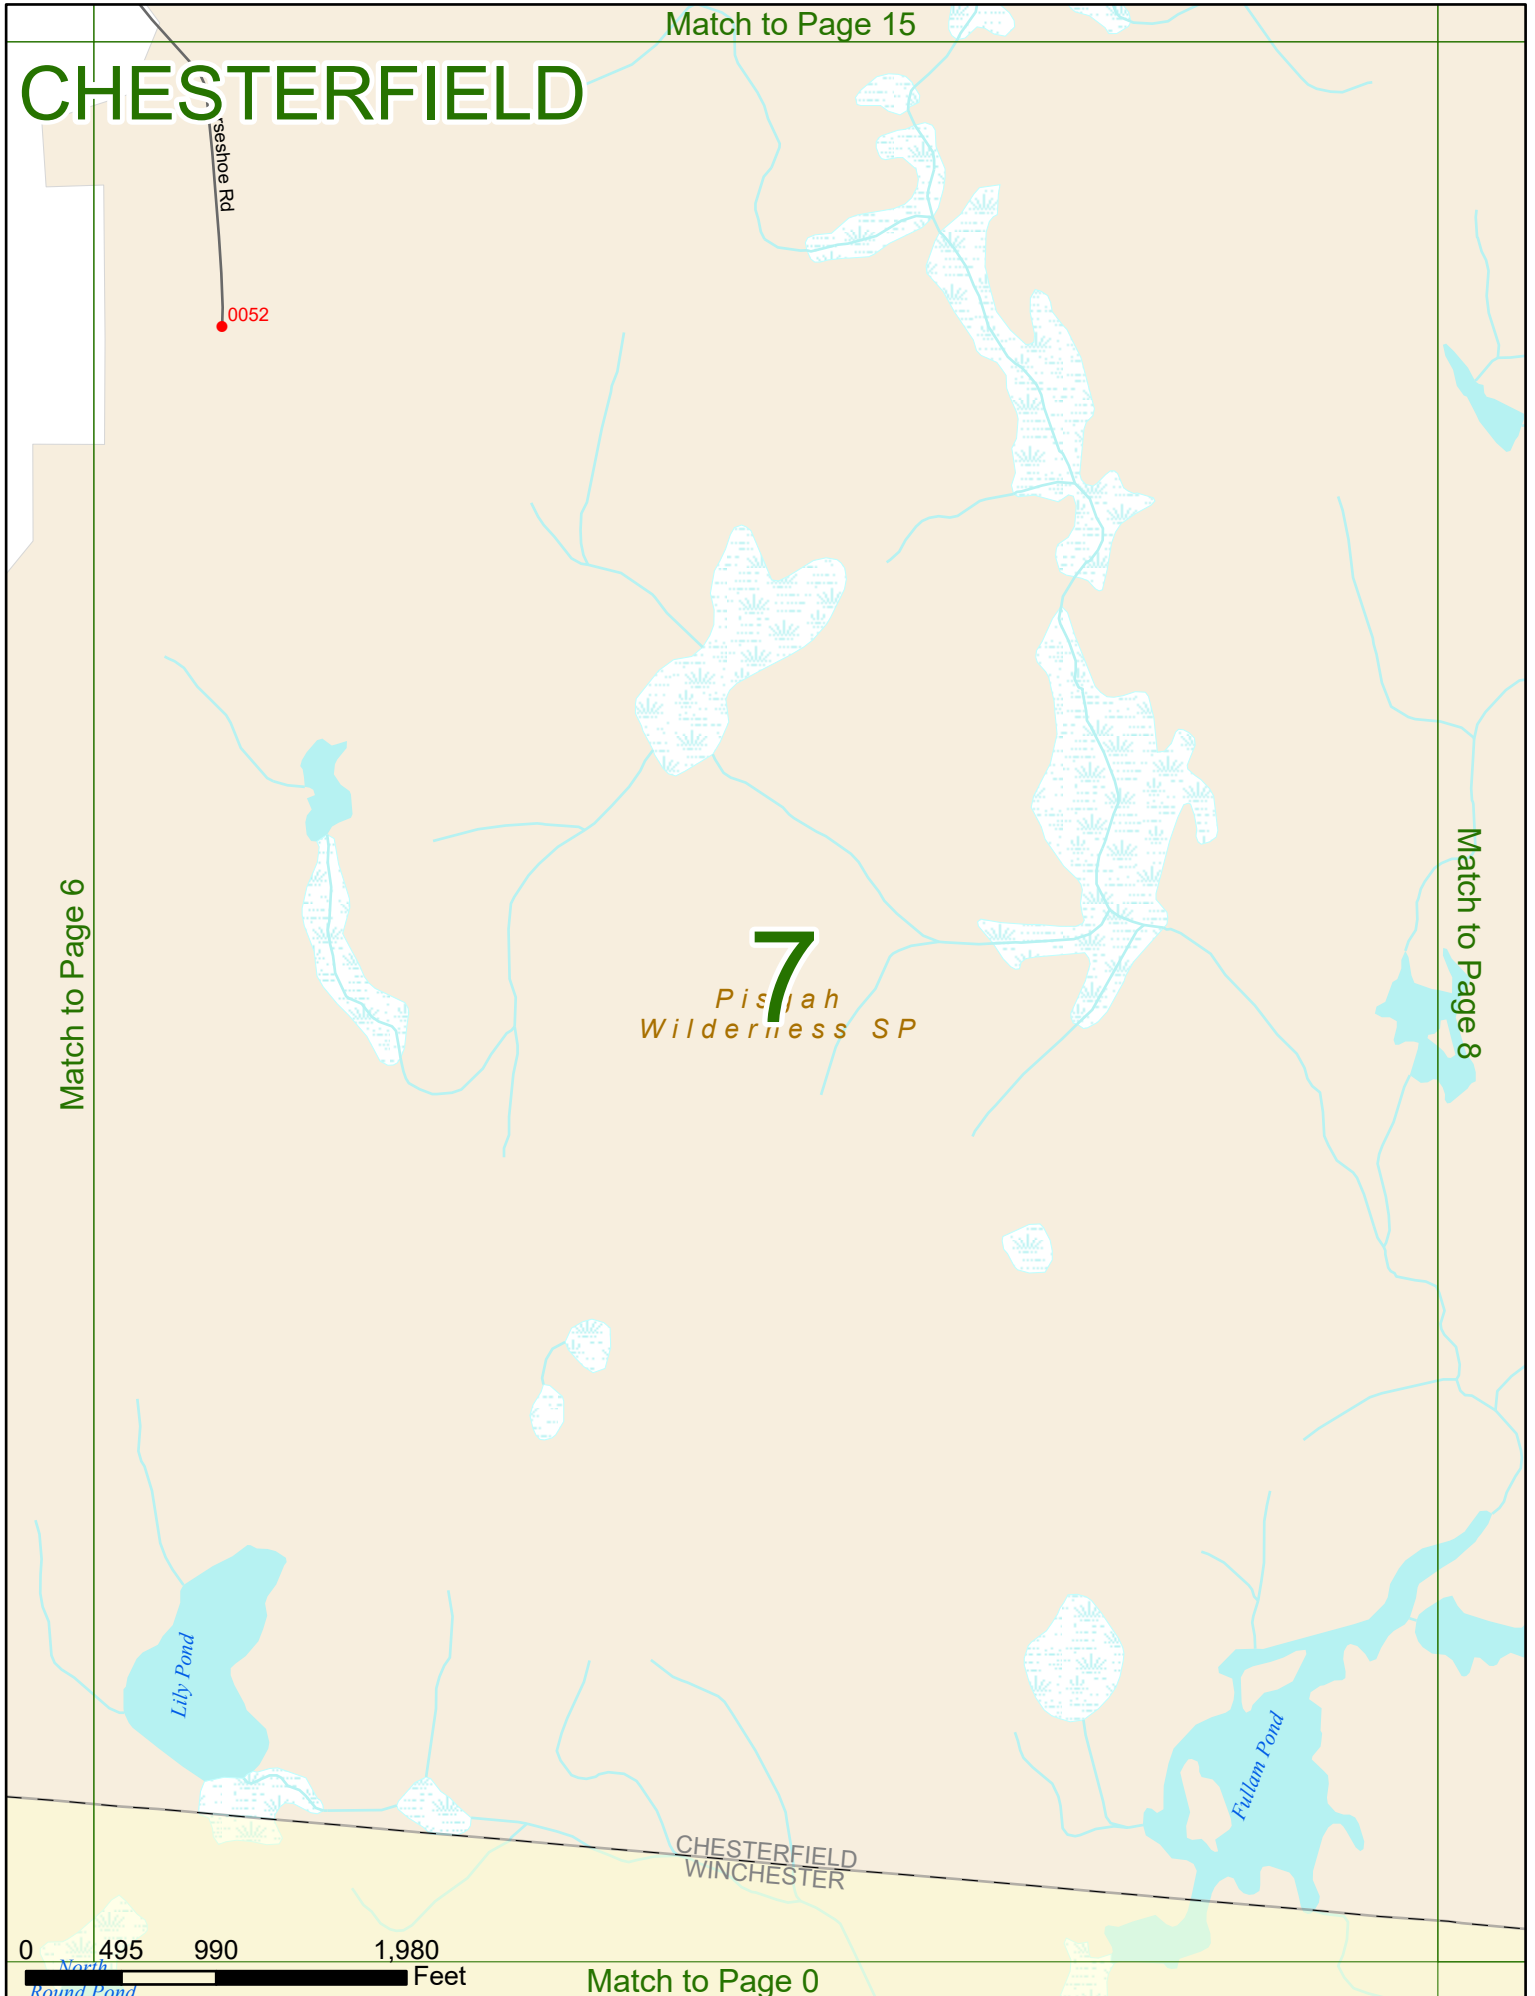 Match to Page 15
CHESTERFIELD
rseshoe Rd
0052
Match to Page 6
7
Match to Page 8
Pisgah
Wilderness SP
Lily Pond
Fullam Pond
CHESTERFIELD
WINCHESTER
0 495 990 1,980
Feet
North
Round Pond
Match to Page 0